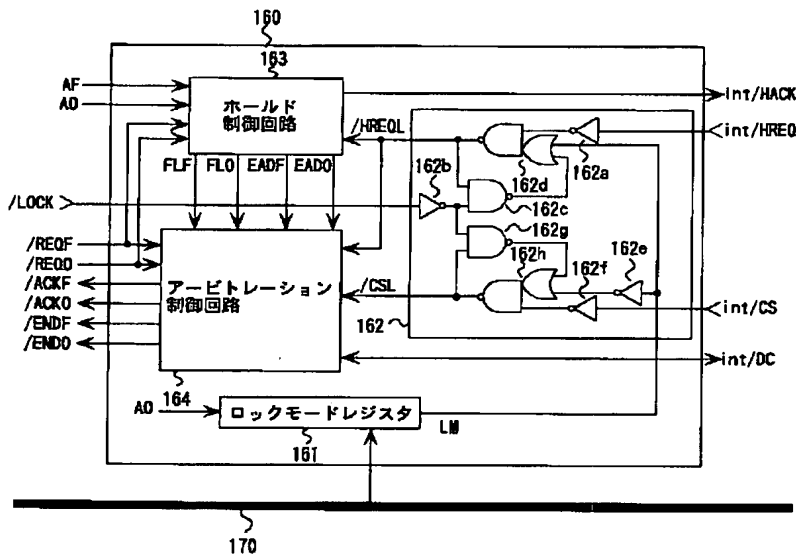 160
163
AF
AO
ホールド
制御回路
int/HACK
/HREQL
int/HREQ
162a
162b
162d
FLF FLO EADF EADO
162c
/LOCK
162g
162h
162e
162f
/REQF
/REQO
/ACKF
/ACKO
/ENDF
/ENDO
アービトレーション
制御回路
/CSL
162
int/CS
int/DC
164
AO
ロックモードレジスタ
LM
161
170